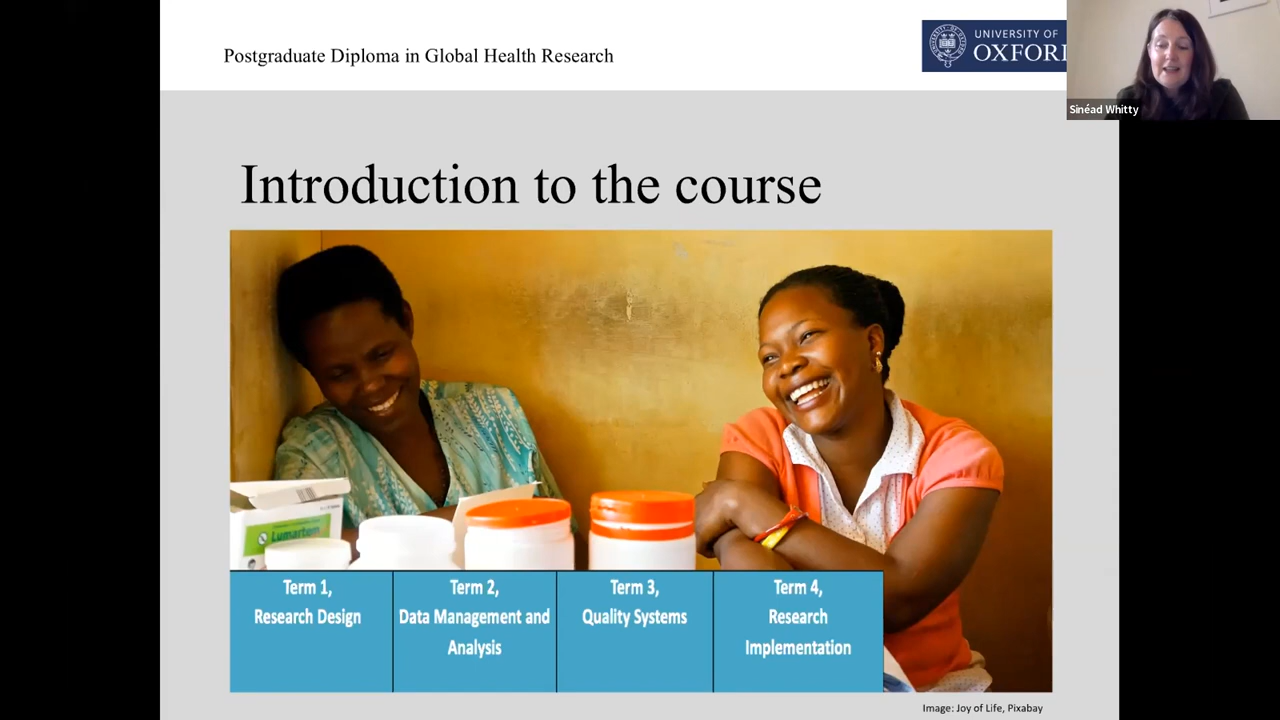 Postgraduate Diploma in Global Health Research
UNIVERSITY OF
OXFOR
Sinéad Whitty
Introduction to the course
Lumartem
Term 1,
Research Design
Term 2,
Data Management and
Analysis
Term 3,
Quality Systems
Term 4,
Research
Implementation
Image: Joy of Life, Pixabay